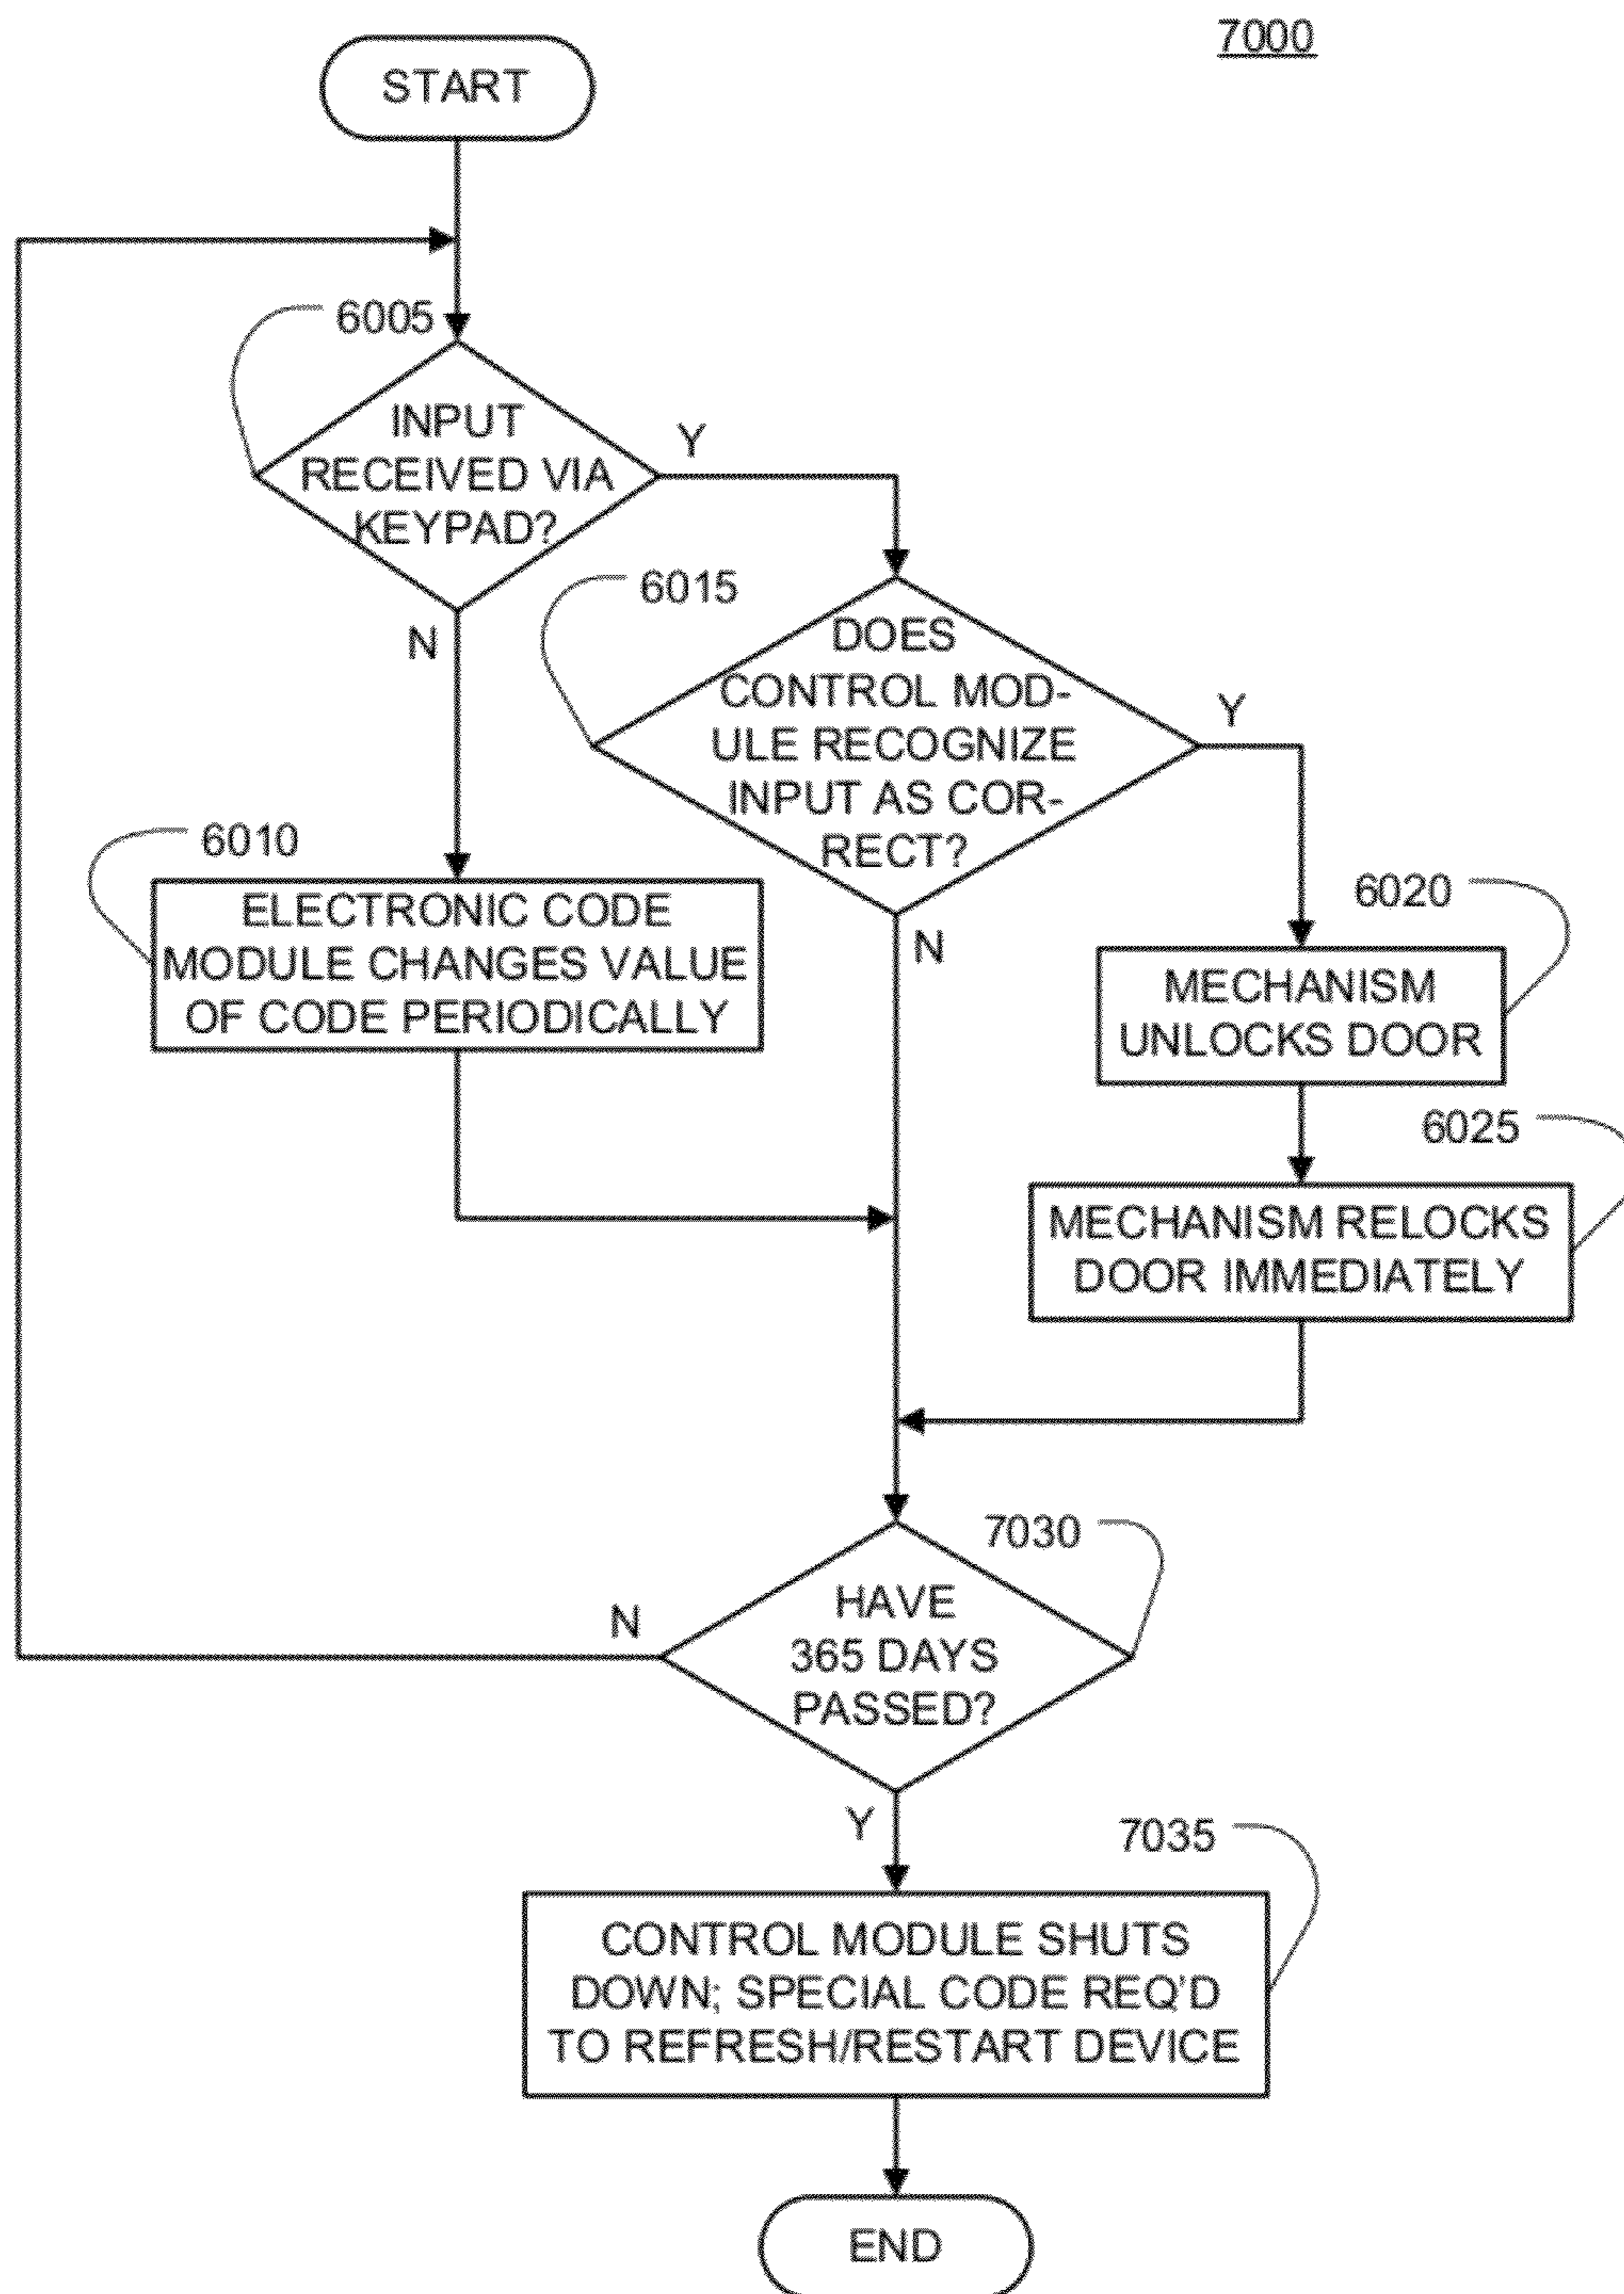 7000
START
6005
INPUT
RECEIVED VIA
KEYPAD?
Y
N
6015
DOES
CONTROL MOD-
ULE RECOGNIZE
INPUT AS COR-
RECT?
Y
N
6010
ELECTRONIC CODE
MODULE CHANGES VALUE
OF CODE PERIODICALLY
6020
MECHANISM
UNLOCKS DOOR
6025
MECHANISM RELOCKS
DOOR IMMEDIATELY
7030
HAVE
365 DAYS
PASSED?
N
Y
7035
CONTROL MODULE SHUTS
DOWN; SPECIAL CODE REQ'D
TO REFRESH/RESTART DEVICE
END